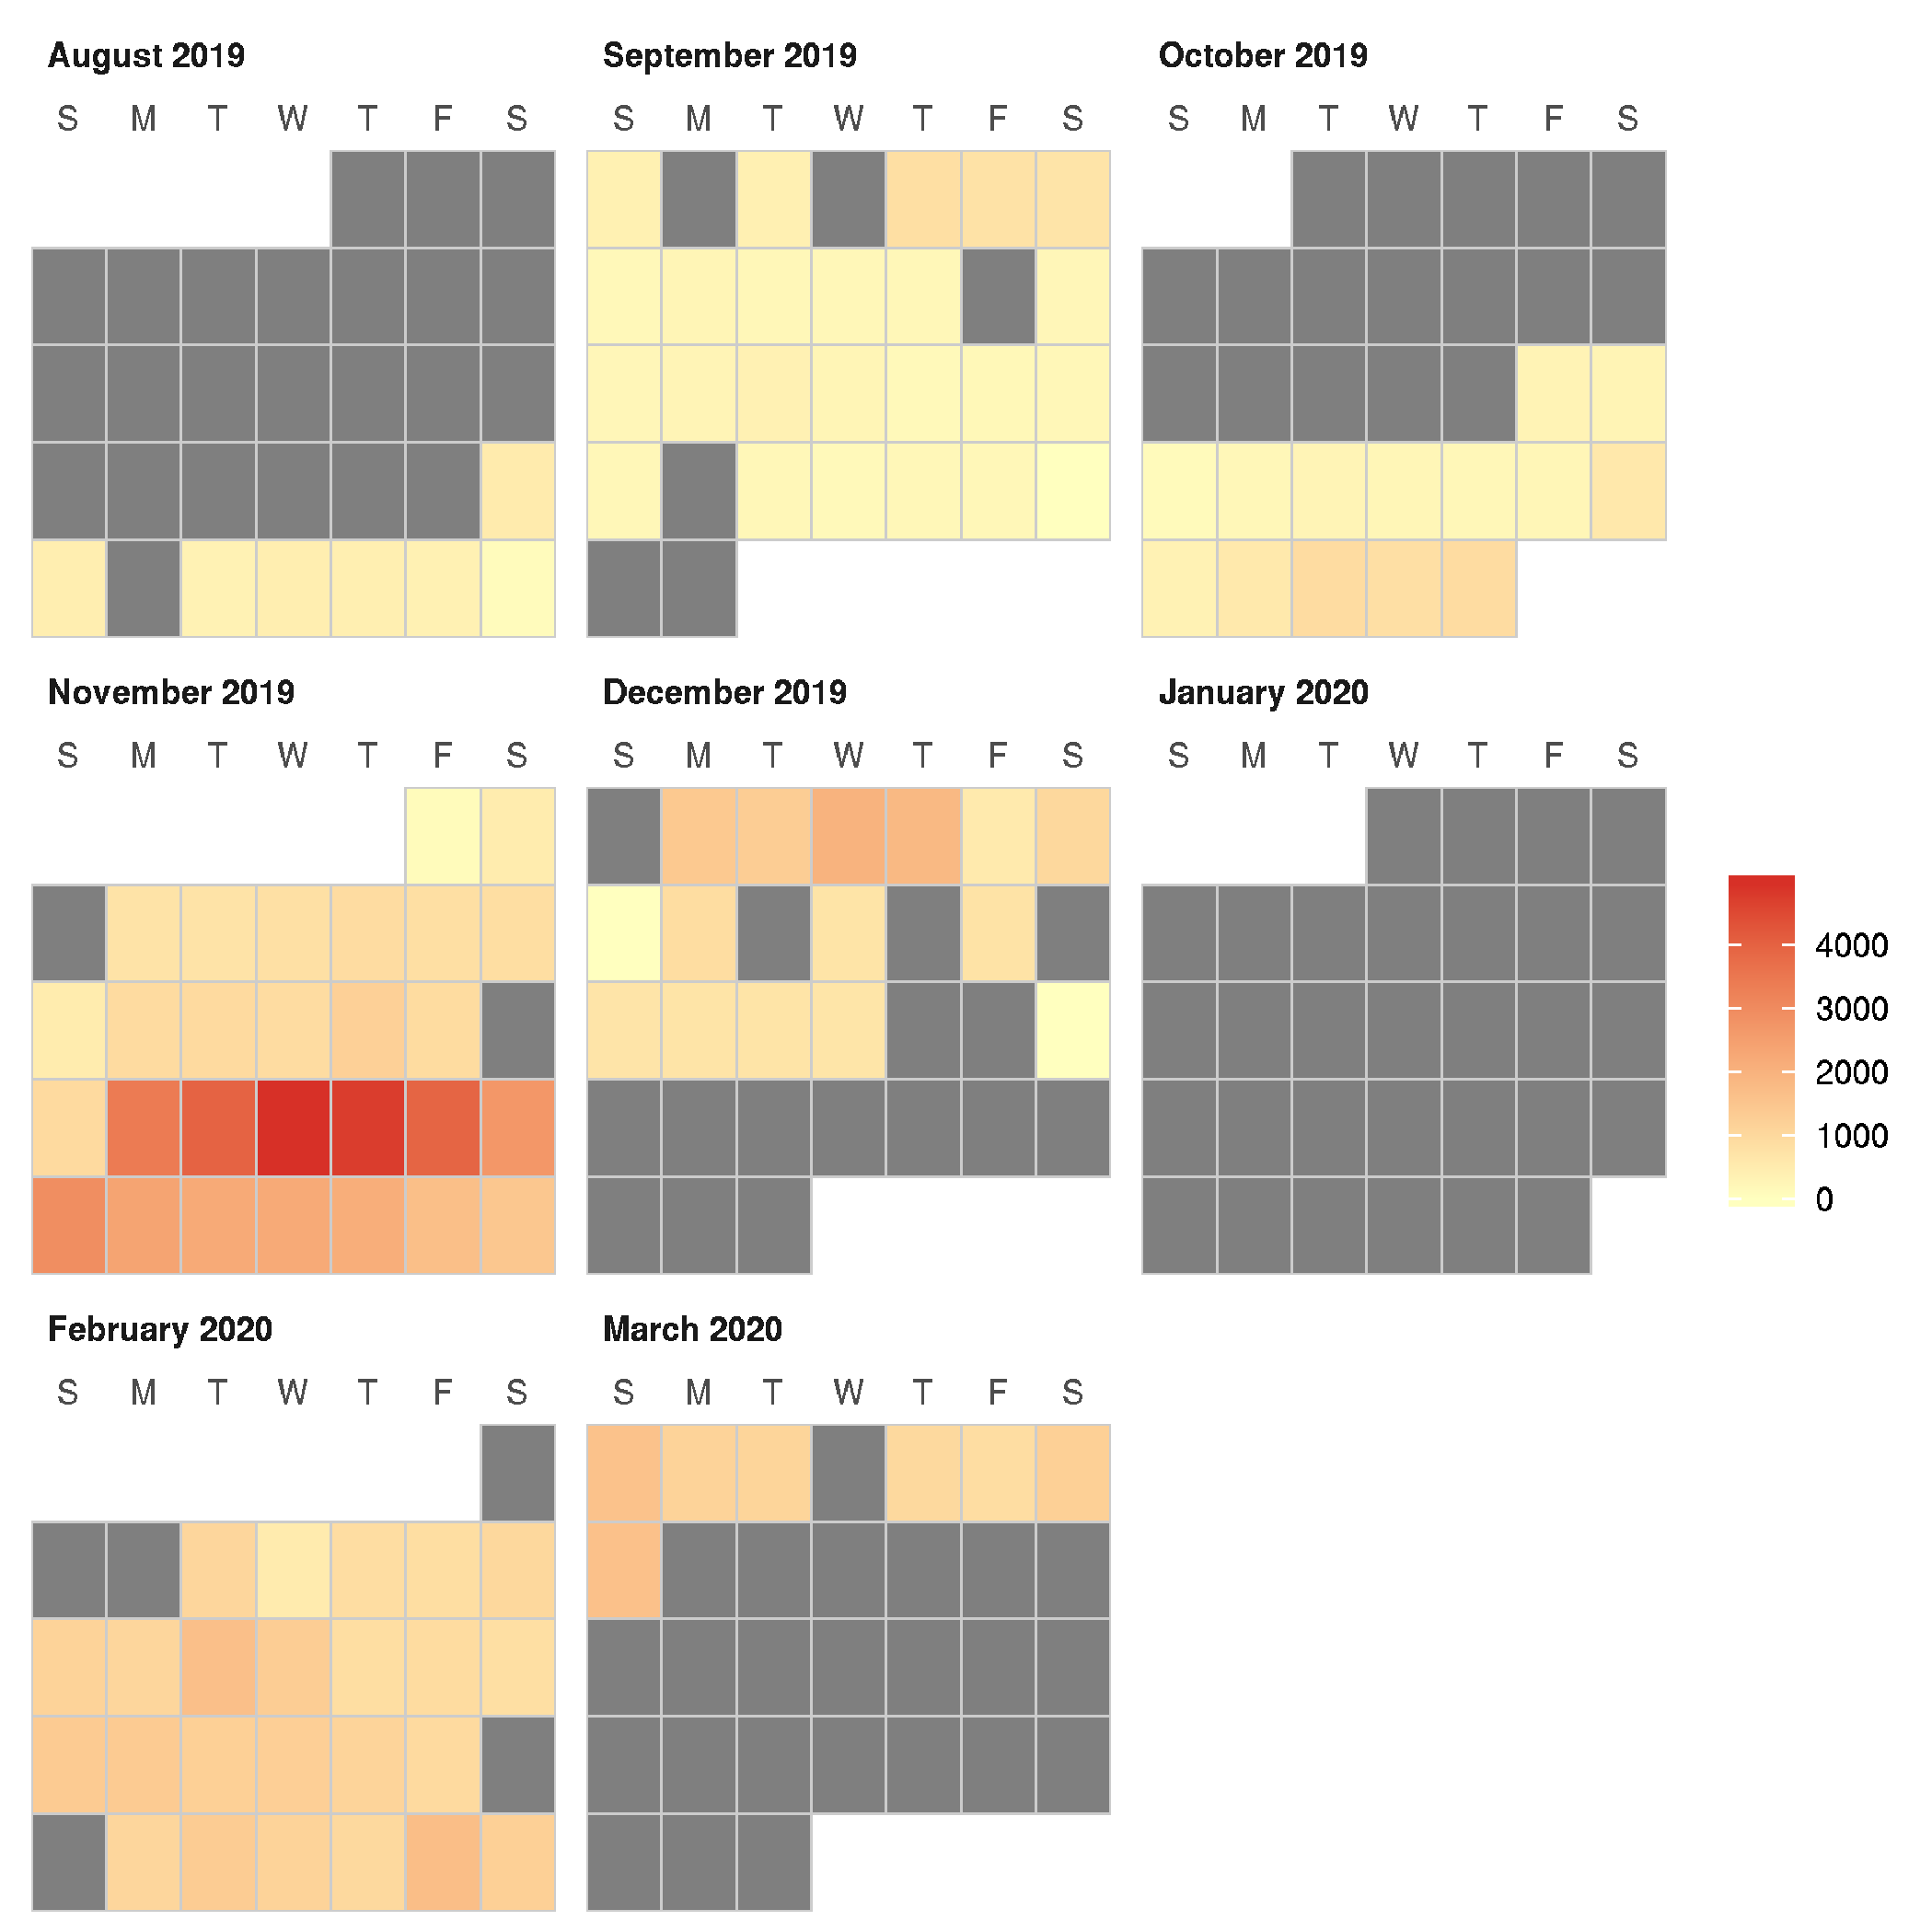 August 2019 September 2019 October 2019
S M T W T F S S M T W T F S S M T W T F S
November 2019 December 2019 January 2020
S M T W T F S S M T W T F S S M T W T F S
4000
3000
2000
1000
0
February 2020 March 2020
S M T W T F S S M T W T F S